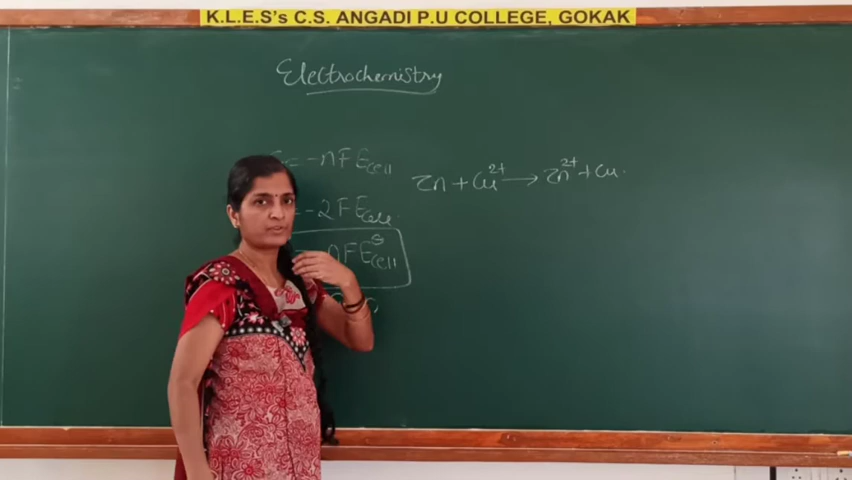 K.L.E.S's C.S. ANGADI P.U COLLEGE, GOKAK
Electrochemistry
= -nFEcell
Zn + Cu²⁺ → Zn²⁺ + Cu.
= -2FEcell.
nFE°cell